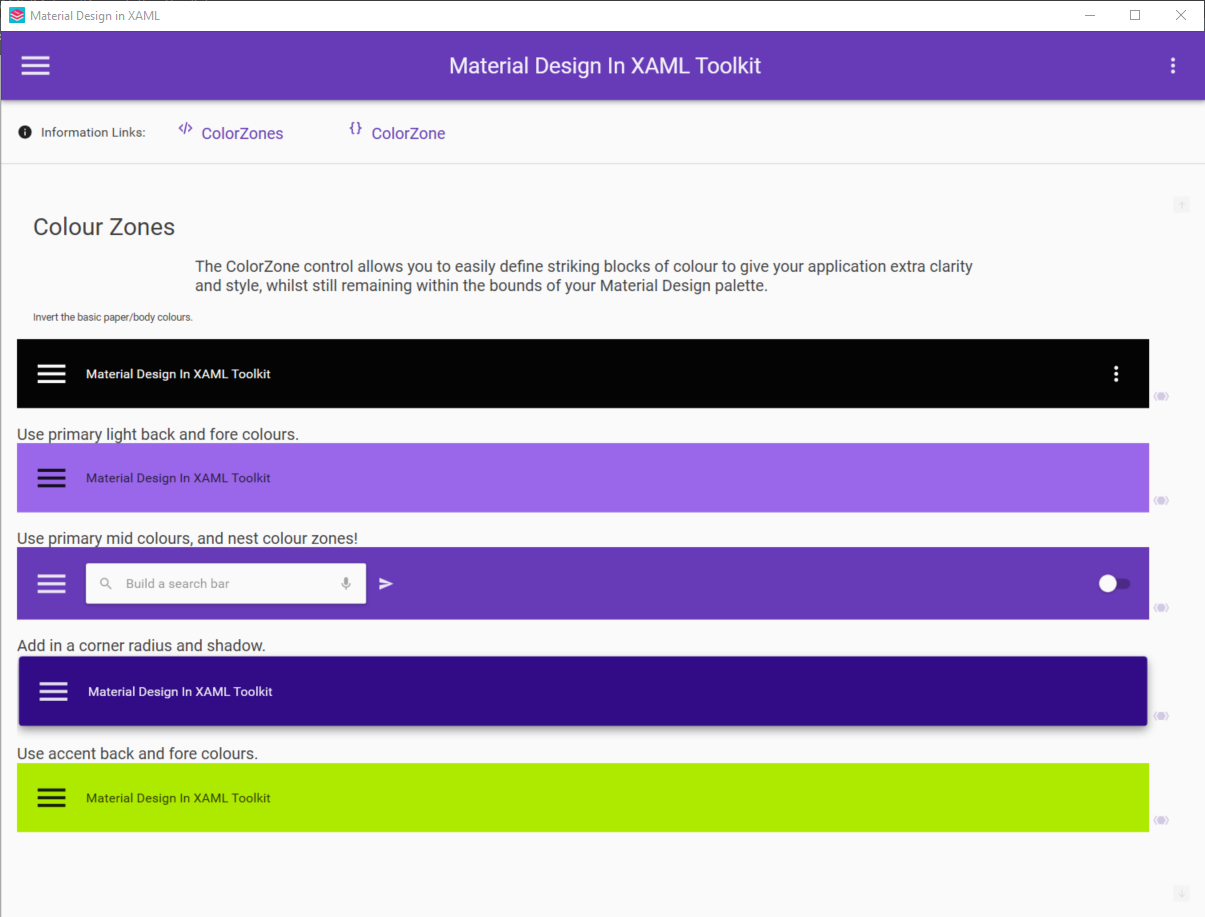 Material Design in XAML
Material Design In XAML Toolkit
Information Links: ColorZones ColorZone
Colour Zones
The ColorZone control allows you to easily define striking blocks of colour to give your application extra clarity
and style, whilst still remaining within the bounds of your Material Design palette.
Invert the basic paper/body colours.
Material Design In XAML Toolkit
Use primary light back and fore colours.
Material Design In XAML Toolkit
Use primary mid colours, and nest colour zones!
Build a search bar
Add in a corner radius and shadow.
Material Design In XAML Toolkit
Use accent back and fore colours.
Material Design In XAML Toolkit